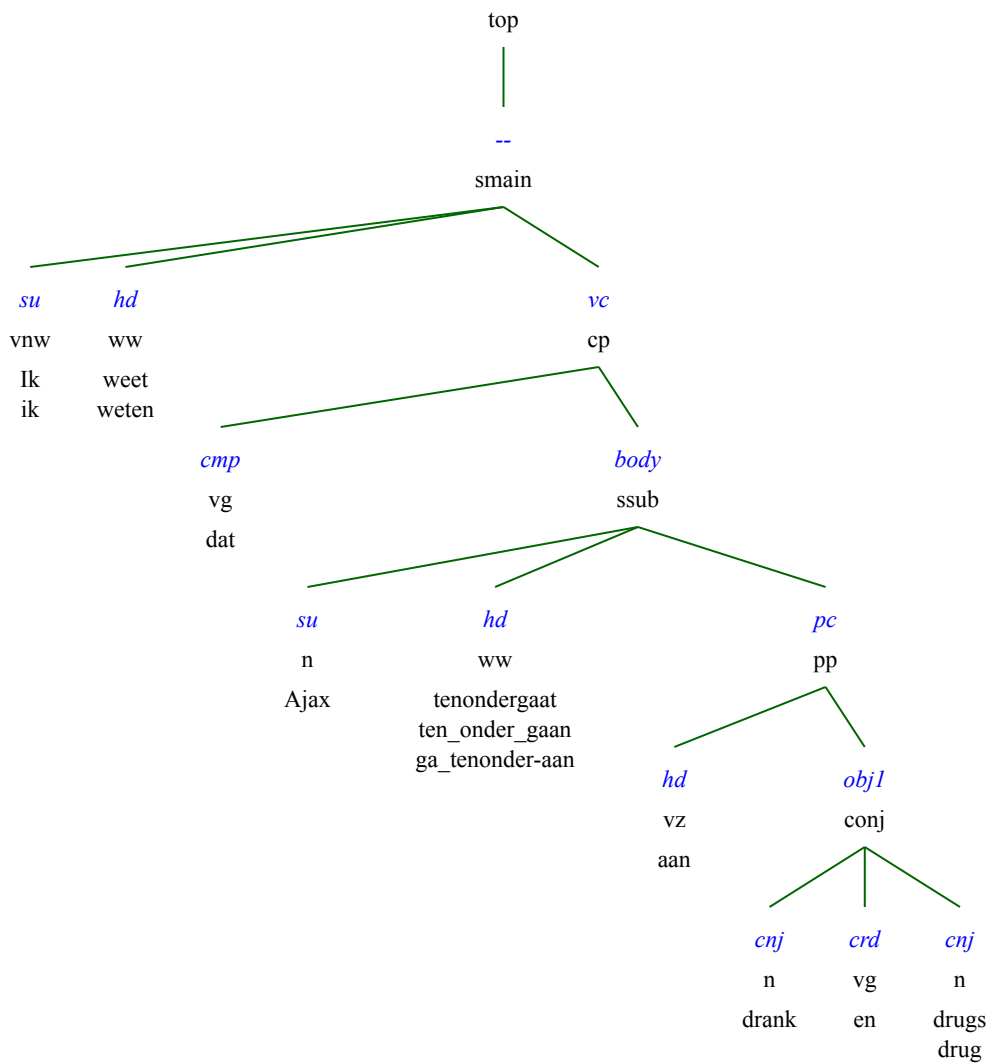 top
--
smain
su hd vc
vnw ww cp
Ik weet
ik weten
cmp body
vg ssub
dat
su hd pc
n ww pp
Ajax tenondergaat
ten_onder_gaan
ga_tenonder-aan
hd obj1
vz conj
aan
cnj crd cnj
n vg n
drank en drugs
drug